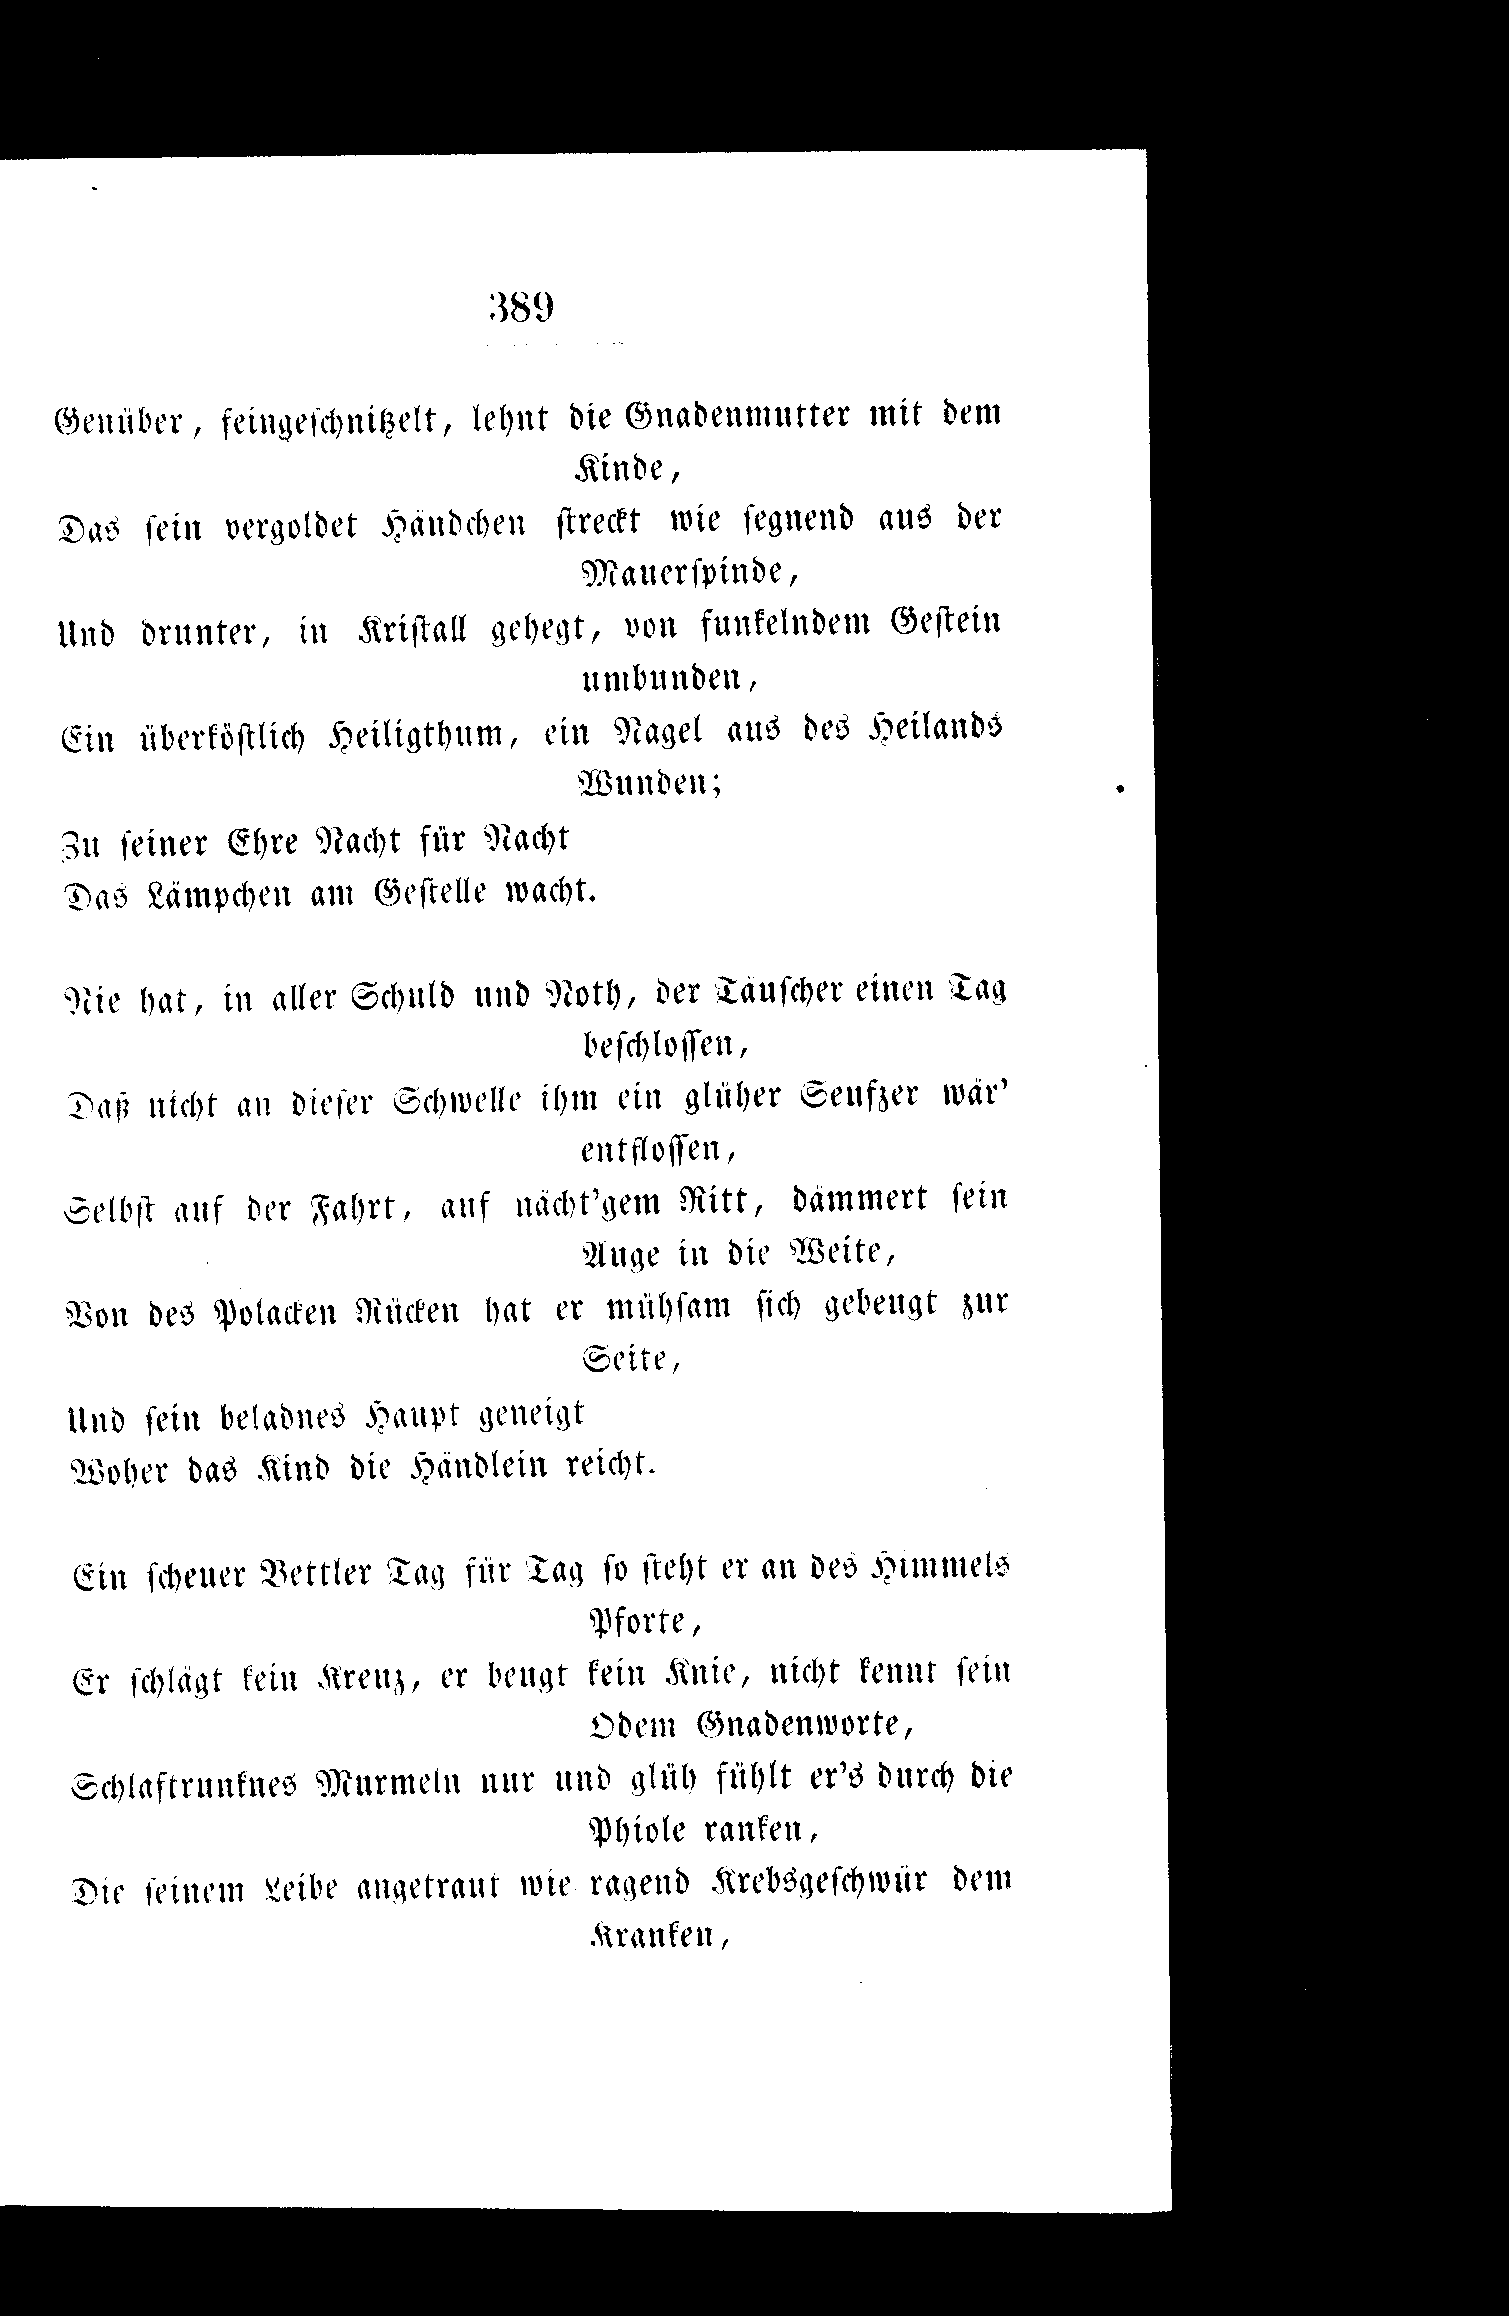 389
Genüber, feingeschnitzelt, lehnt die Gnadenmutter mit dem
Kinde,
Das sein vergoldet Händchen streckt wie segnend aus der
Mauerspinde,
Und drunter, in Kristall gehegt, von funkelndem Gestein
umbunden,
Ein überköstlich Heiligthum, ein Nagel aus des Heilands
Wunden;
Zu seiner Ehre Nacht für Nacht
Das Lämpchen am Gestelle wacht.
Nie hat, in aller Schuld und Noth, der Täuscher einen Tag
beschlossen,
Daß nicht an dieser Schwelle ihm ein glüher Seufzer wär'
entflossen,
Selbst auf der Fahrt, auf nächt'gem Ritt, dämmert sein
Auge in die Weite,
Von des Polacken Rücken hat er mühsam sich gebeugt zur
Seite,
Und sein beladnes Haupt geneigt
Woher das Kind die Händlein reicht.
Ein scheuer Bettler Tag für Tag so steht er an des Himmels
Pforte,
Er schlägt kein Kreuz, er beugt kein Knie, nicht kennt sein
Odem Gnadenworte,
Schlaftrunknes Murmeln nur und glüh fühlt er's durch die
Phiole ranken,
Die seinem Leibe angetraut wie ragend Krebsgeschwür dem
Kranken,